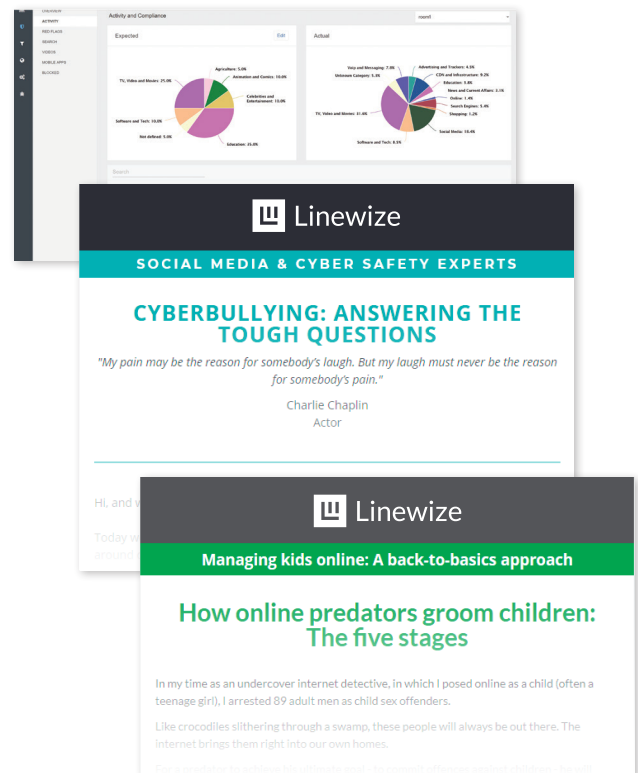 OVERVIEW
ACTIVITY
RED FLAGS
SEARCH
VIDEOS
MOBILE APPS
BLOCKED
Activity and Compliance
Expected
Edit
Agriculture: 5.0%
Animation and Comics: 10.0%
TV, Video and Movies: 25.0%
Celebrities and
Entertainment: 10.0%
Software and Tech: 10.0%
Not defined: 5.0%
Education: 35.0%
Actual
Voip and Messaging: 7.0%
Advertising and Trackers: 4.5%
Unknown Category: 5.3%
CDN and Infrastructure: 9.2%
Education: 5.8%
News and Current Affairs: 3.1%
TV, Video and Movies: 31.4%
Online: 1.4%
Search Engines: 5.4%
Shopping: 1.2%
Social Media: 16.4%
Software and Tech: 8.5%
Search
Linewize
SOCIAL MEDIA & CYBER SAFETY EXPERTS
CYBERBULLYING: ANSWERING THE
TOUGH QUESTIONS
"My pain may be the reason for somebody's laugh. But my laugh must never be the reason
for somebody's pain."
Charlie Chaplin
Actor
Hi, and
Today
around
Linewize
Managing kids online: A back-to-basics approach
How online predators groom children:
The five stages
In my time as an undercover internet detective, in which I posed online as a child (often a
teenage girl), I arrested 89 adult men as child sex offenders.
Like crocodiles slithering through a swamp, these people will always be out there. The
internet brings them right into our own homes.